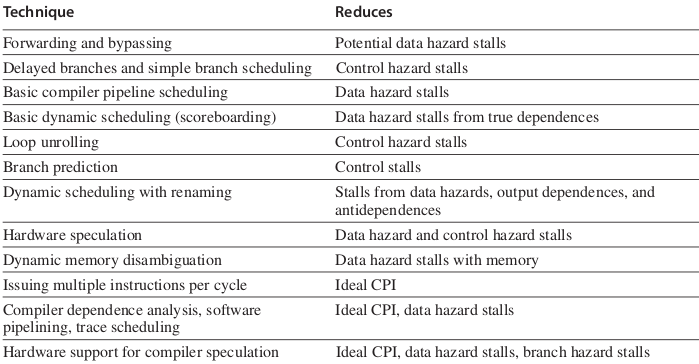 Technique Reduces
Forwarding and bypassing Potential data hazard stalls
Delayed branches and simple branch scheduling Control hazard stalls
Basic compiler pipeline scheduling Data hazard stalls
Basic dynamic scheduling (scoreboarding) Data hazard stalls from true dependences
Loop unrolling Control hazard stalls
Branch prediction Control stalls
Dynamic scheduling with renaming Stalls from data hazards, output dependences, and
antidependences
Hardware speculation Data hazard and control hazard stalls
Dynamic memory disambiguation Data hazard stalls with memory
Issuing multiple instructions per cycle Ideal CPI
Compiler dependence analysis, software Ideal CPI, data hazard stalls
pipelining, trace scheduling
Hardware support for compiler speculation Ideal CPI, data hazard stalls, branch hazard stalls